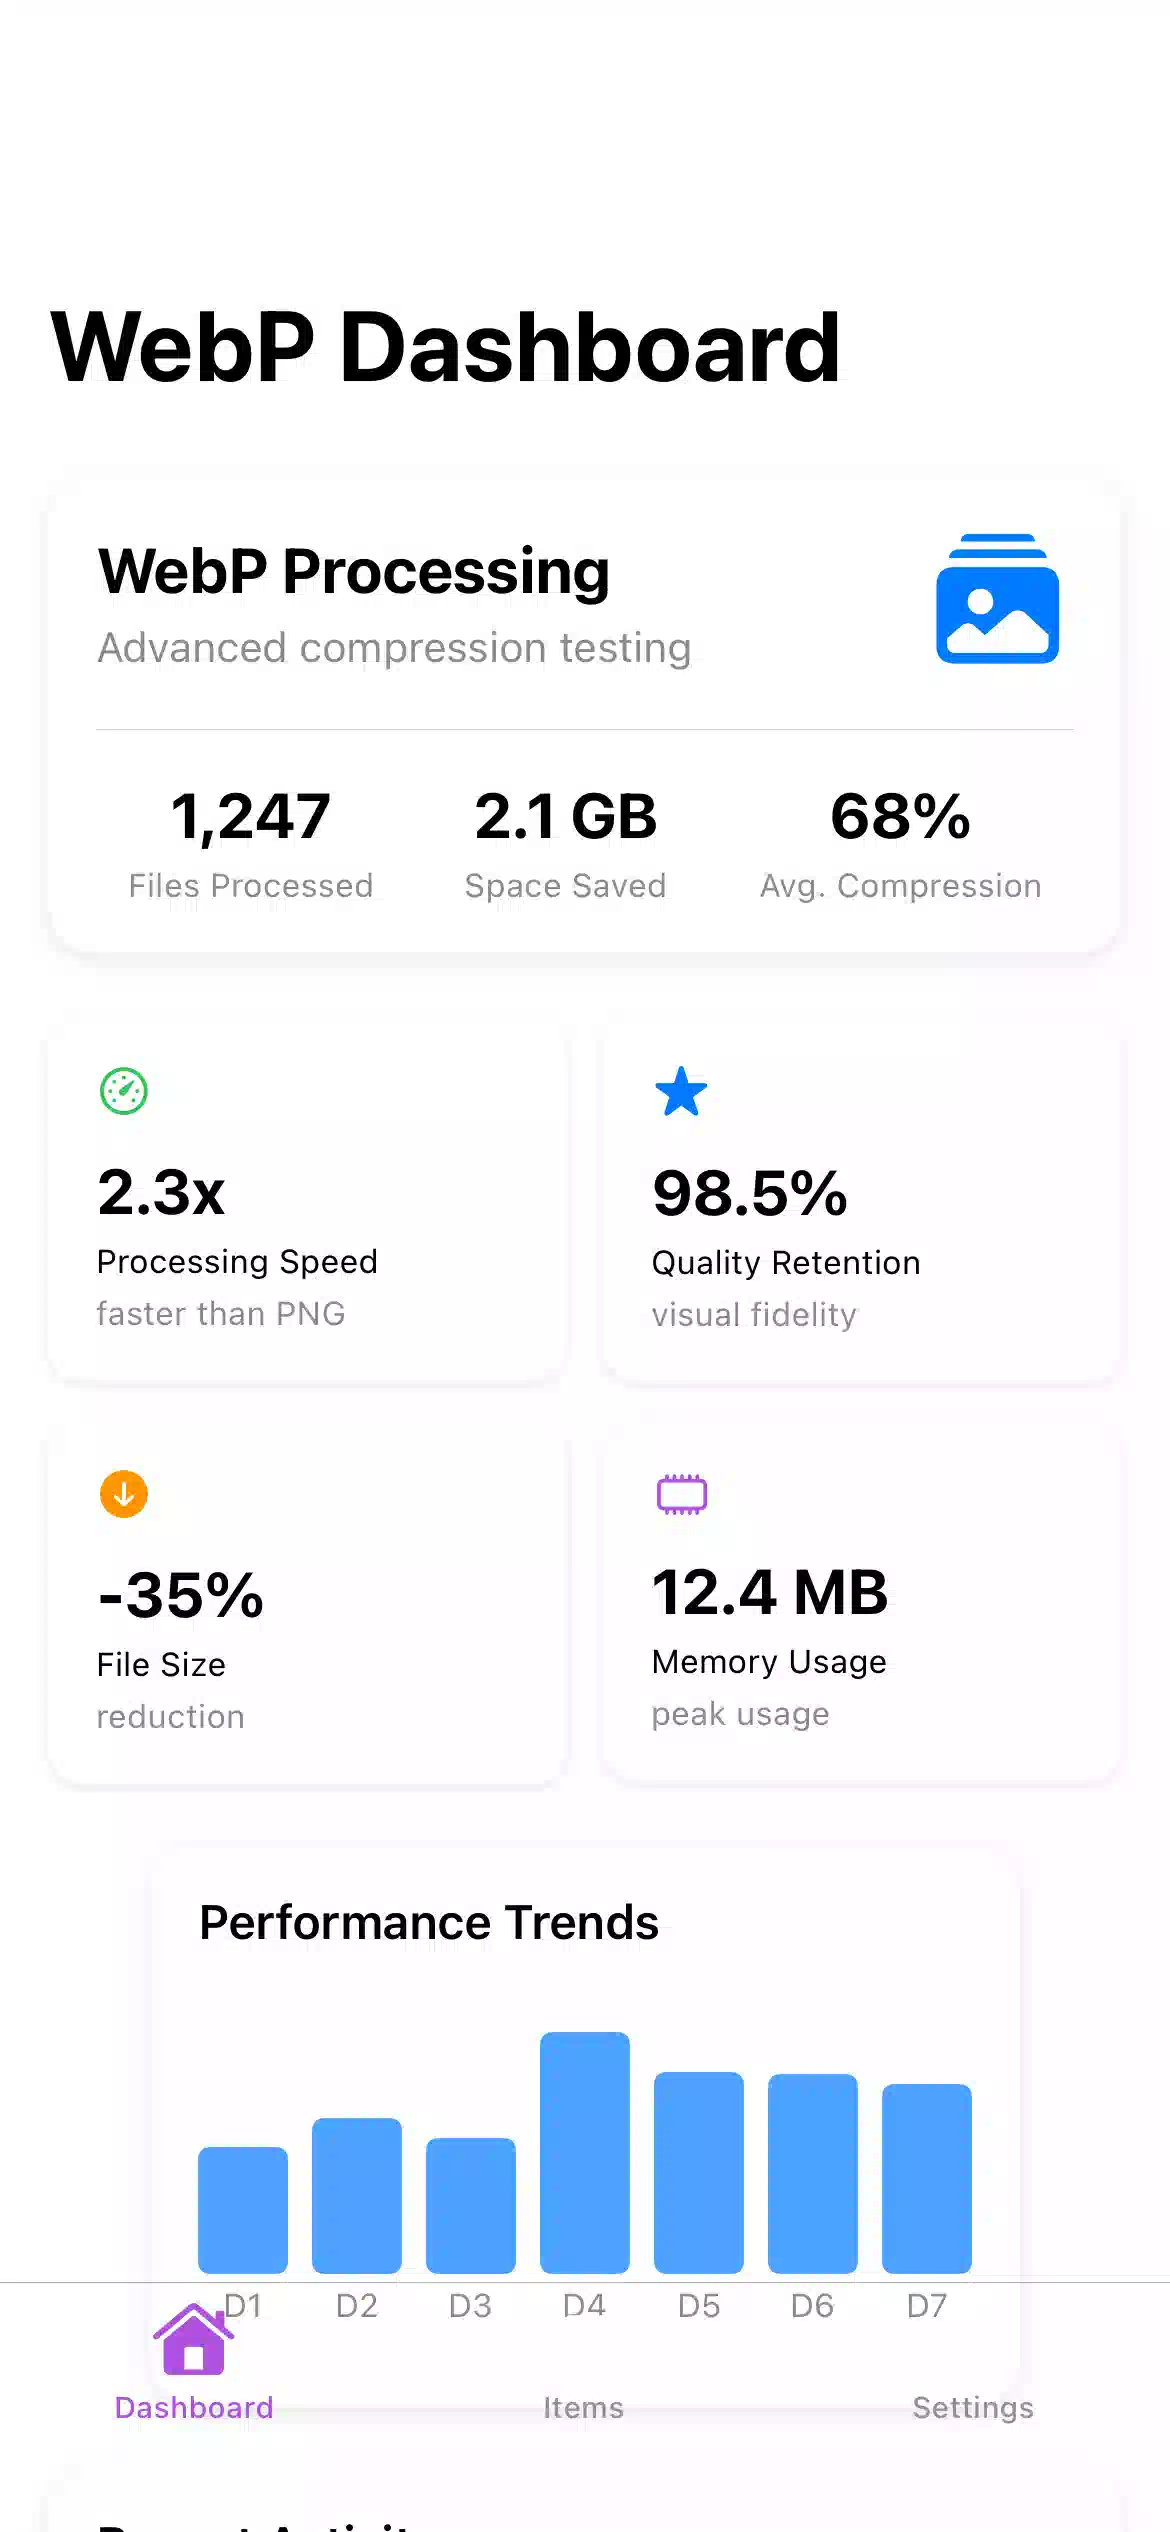 WebP Dashboard
WebP Processing
Advanced compression testing
1,247 2.1 GB 68%
Files Processed Space Saved Avg. Compression
2.3x
Processing Speed
faster than PNG
98.5%
Quality Retention
visual fidelity
-35%
File Size
reduction
12.4 MB
Memory Usage
peak usage
Performance Trends
D1 D2 D3 D4 D5 D6 D7
Dashboard Items Settings